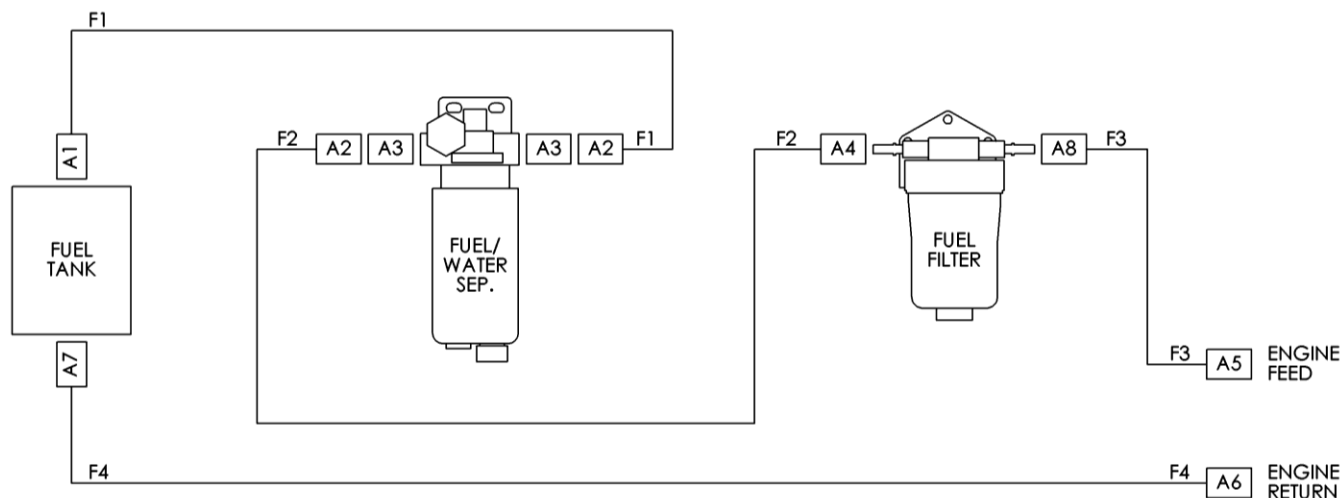 F1
F2
A2
A3
A3
A2
F1
F2
A4
A8
F3
A1
FUEL
TANK
FUEL/
WATER
SEP.
FUEL
FILTER
A7
F3
A5
ENGINE
FEED
F4
F4
A6
ENGINE
RETURN